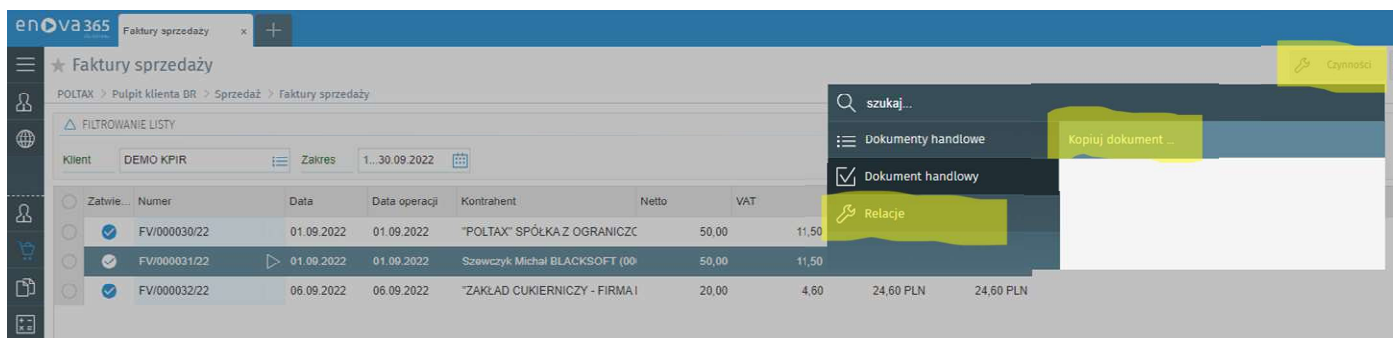 enova365
Faktury sprzedaży x +
Faktury sprzedaży
Czynności
POLTAX > Pulpit klienta BR > Sprzedaż > Faktury sprzedaży
szukaj...
FILTROWANIE LISTY
Dokumenty handlowe
Kopiuj dokument ...
Klient DEMO KPIR Zakres 1...30.09.2022
Dokument handlowy
Relacje
Zatwie... Numer Data Data operacji Kontrahent Netto VAT
FV/000030/22 01.09.2022 01.09.2022 "POLTAX" SPÓŁKA Z OGRANICZC 50,00 11,50
FV/000031/22 01.09.2022 01.09.2022 Szewczyk Michał BLACKSOFT (00 50,00 11,50
FV/000032/22 06.09.2022 06.09.2022 "ZAKŁAD CUKIERNICZY - FIRMA I 20,00 4,60 24,60 PLN 24,60 PLN